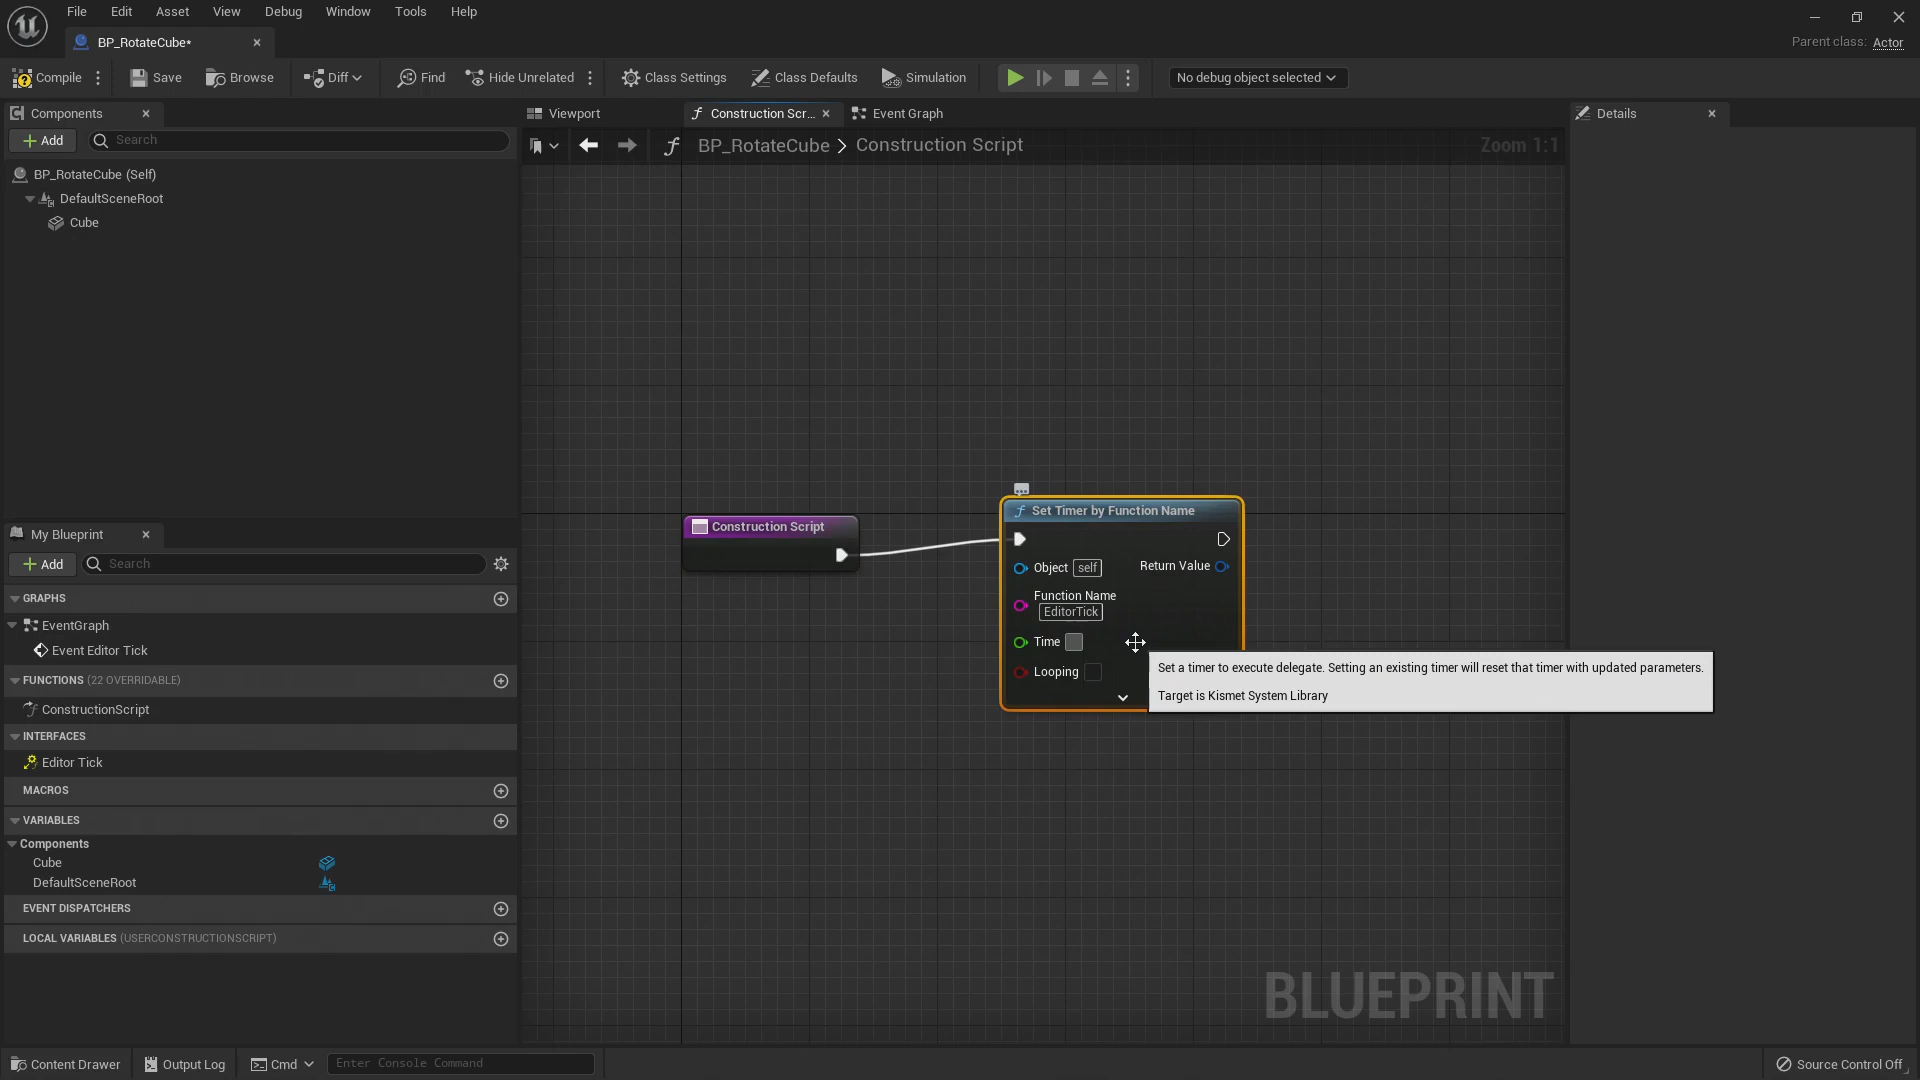 File Edit Asset View Debug Window Tools Help
BP_RotateCube*
Parent class: Actor
Compile Save Browse Diff Find Hide Unrelated Class Settings Class Defaults Simulation No debug object selected
Components
Viewport Construction Scr... Event Graph
Details
Add Search
BP_RotateCube > Construction Script
Zoom 1:1
BP_RotateCube (Self)
DefaultSceneRoot
Cube
Construction Script
Set Timer by Function Name
Object self Return Value
Function Name
EditorTick
Time
Looping
Set a timer to execute delegate. Setting an existing timer will reset that timer with updated parameters.
Target is Kismet System Library
My Blueprint
Add Search
GRAPHS
EventGraph
Event Editor Tick
FUNCTIONS (22 OVERRIDABLE)
ConstructionScript
INTERFACES
Editor Tick
MACROS
VARIABLES
Components
Cube
DefaultSceneRoot
EVENT DISPATCHERS
LOCAL VARIABLES (USERCONSTRUCTIONSCRIPT)
BLUEPRINT
Content Drawer Output Log Cmd Enter Console Command Source Control Off